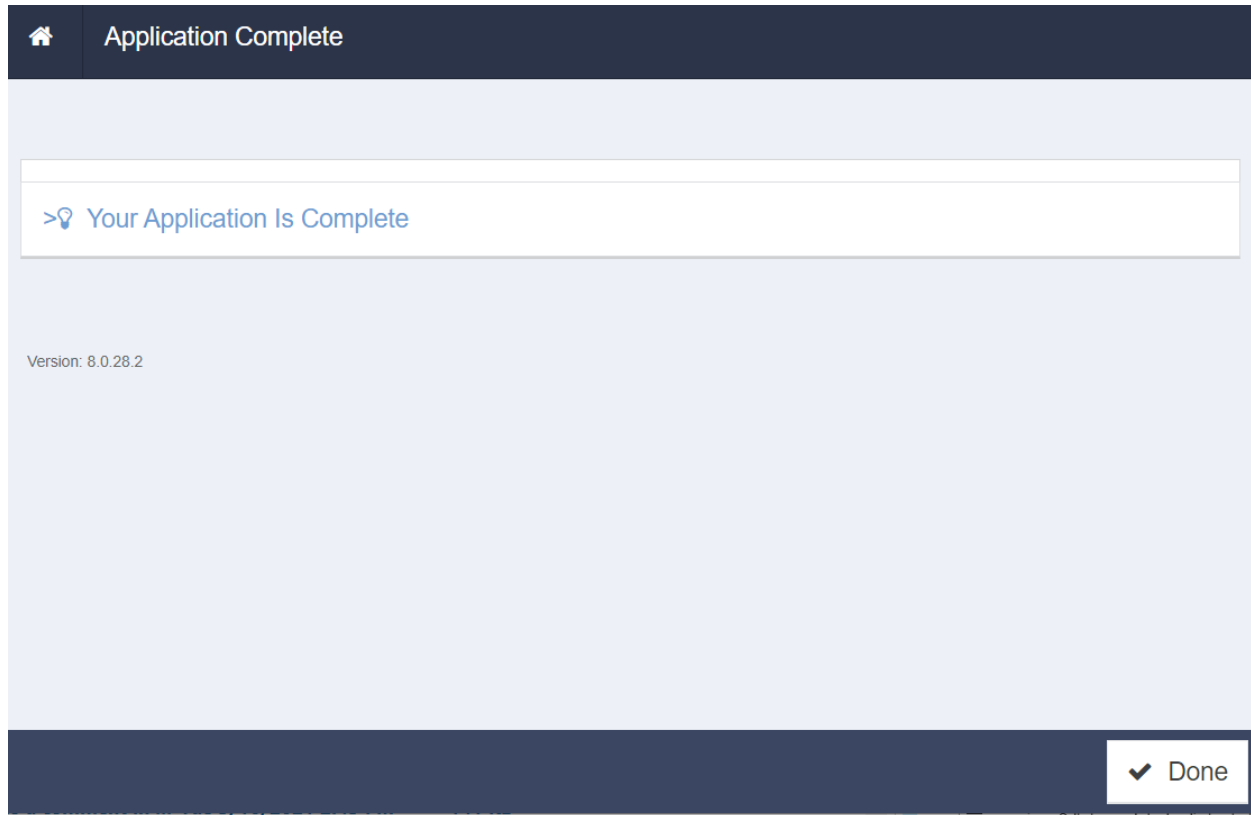 Application Complete
> Your Application Is Complete
Version: 8.0.28.2
Done